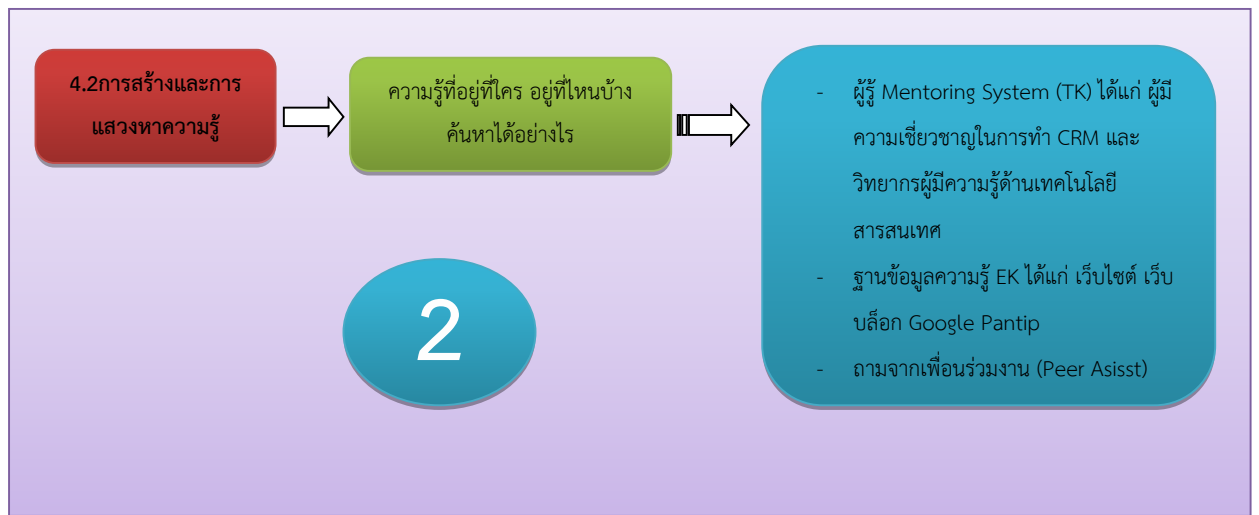 4.2การสร้างและการ
แสวงหาความรู้
ความรู้ที่อยู่ที่ใคร อยู่ที่ไหนบ้าง
ค้นหาได้อย่างไร
- ผู้รู้ Mentoring System (TK) ได้แก่ ผู้มี
ความเชี่ยวชาญในการทำ CRM และ
วิทยากรผู้มีความรู้ด้านเทคโนโลยี
สารสนเทศ
- ฐานข้อมูลความรู้ EK ได้แก่ เว็บไซต์ เว็บ
บล็อก Google Pantip
- ถามจากเพื่อนร่วมงาน (Peer Asisst)
2